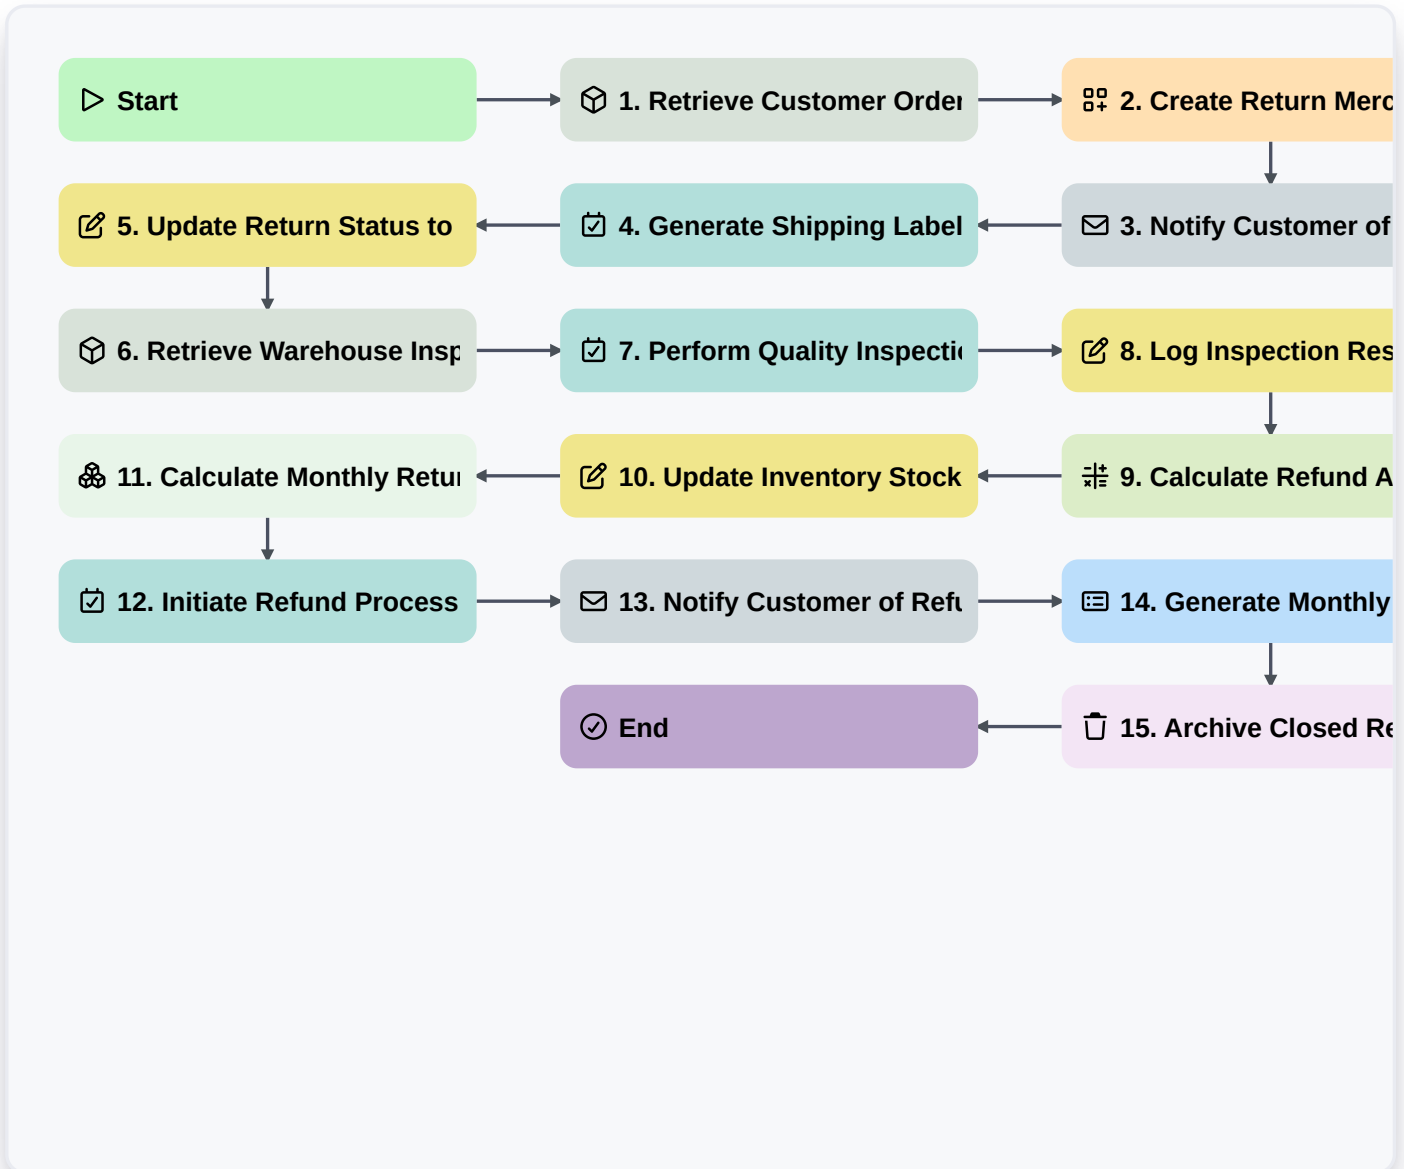 Start
1. Retrieve Customer Order
2. Create Return Merc
5. Update Return Status to
4. Generate Shipping Label
3. Notify Customer of
6. Retrieve Warehouse Insp
7. Perform Quality Inspectic
8. Log Inspection Res
11. Calculate Monthly Retur
10. Update Inventory Stock
9. Calculate Refund A
12. Initiate Refund Process
13. Notify Customer of Refu
14. Generate Monthly
End
15. Archive Closed Re